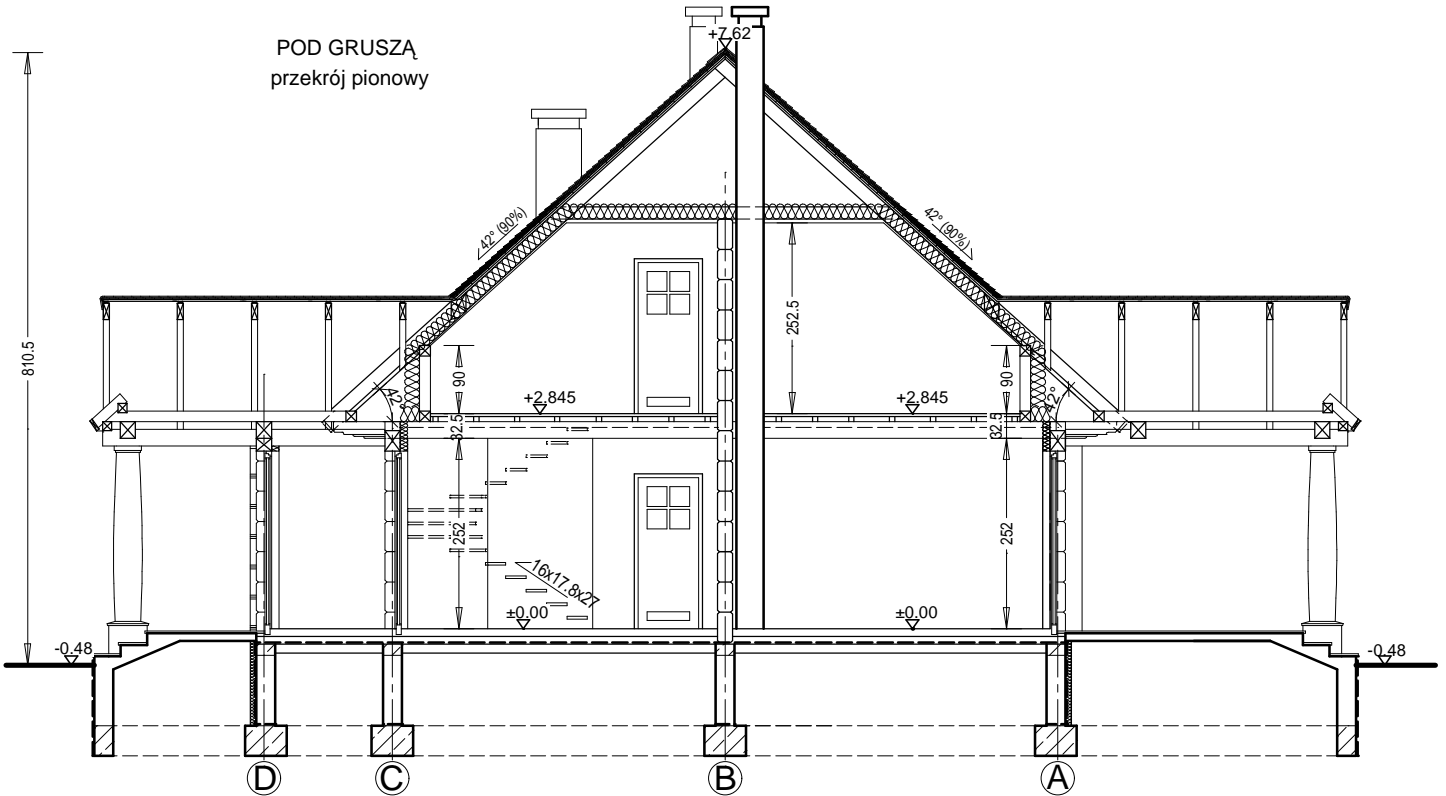 POD GRUSZĄ
przekrój pionowy
+7.62
42° (90%)
42° (90%)
810.5
252.5
90
90
42°
42°
+2.845
+2.845
32.5
32.5
252
252
16x17.8x27
±0.00
±0.00
-0.48
-0.48
D
C
B
A